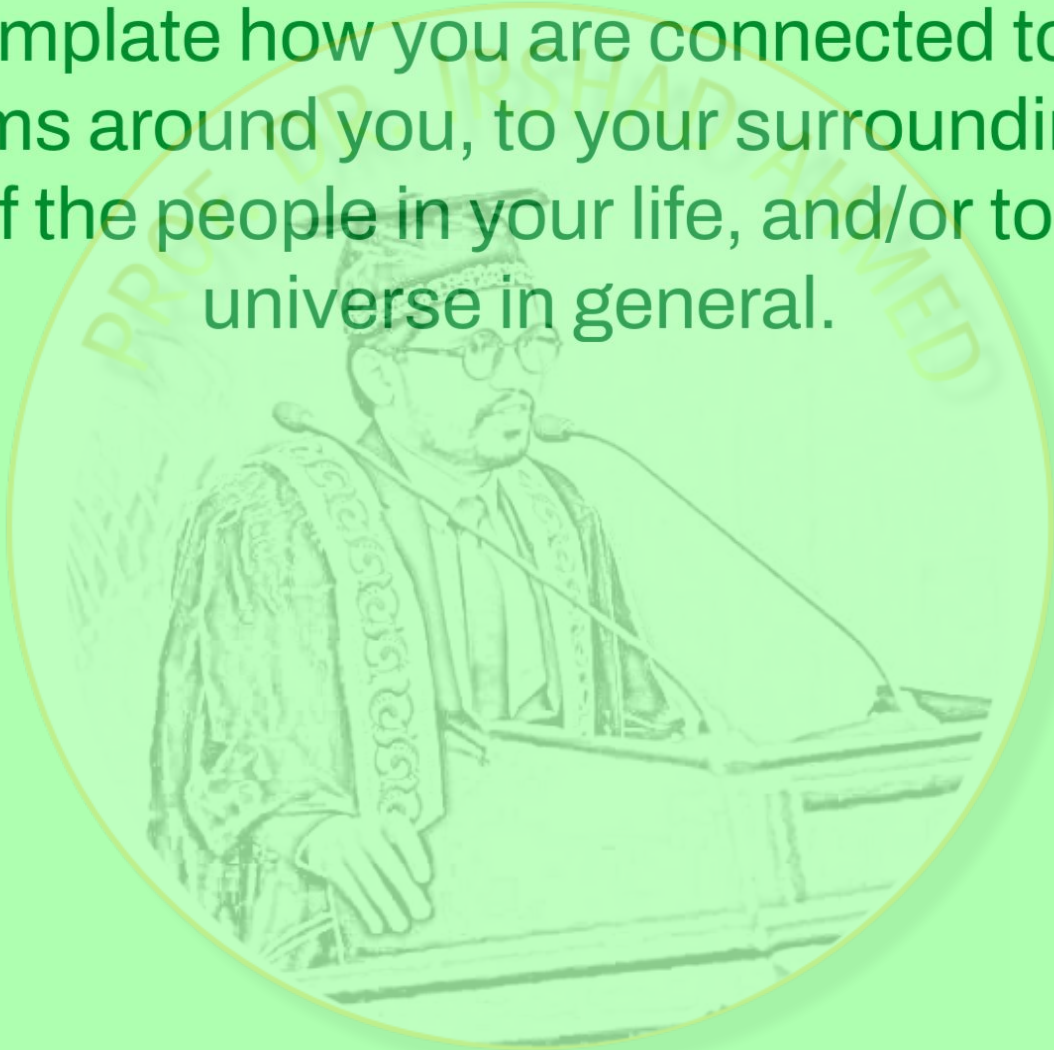 mplate how you are connected to
ms around you, to your surroundi
f the people in your life, and/or to
universe in general.
PROF. DR. IRSHAD AHMED